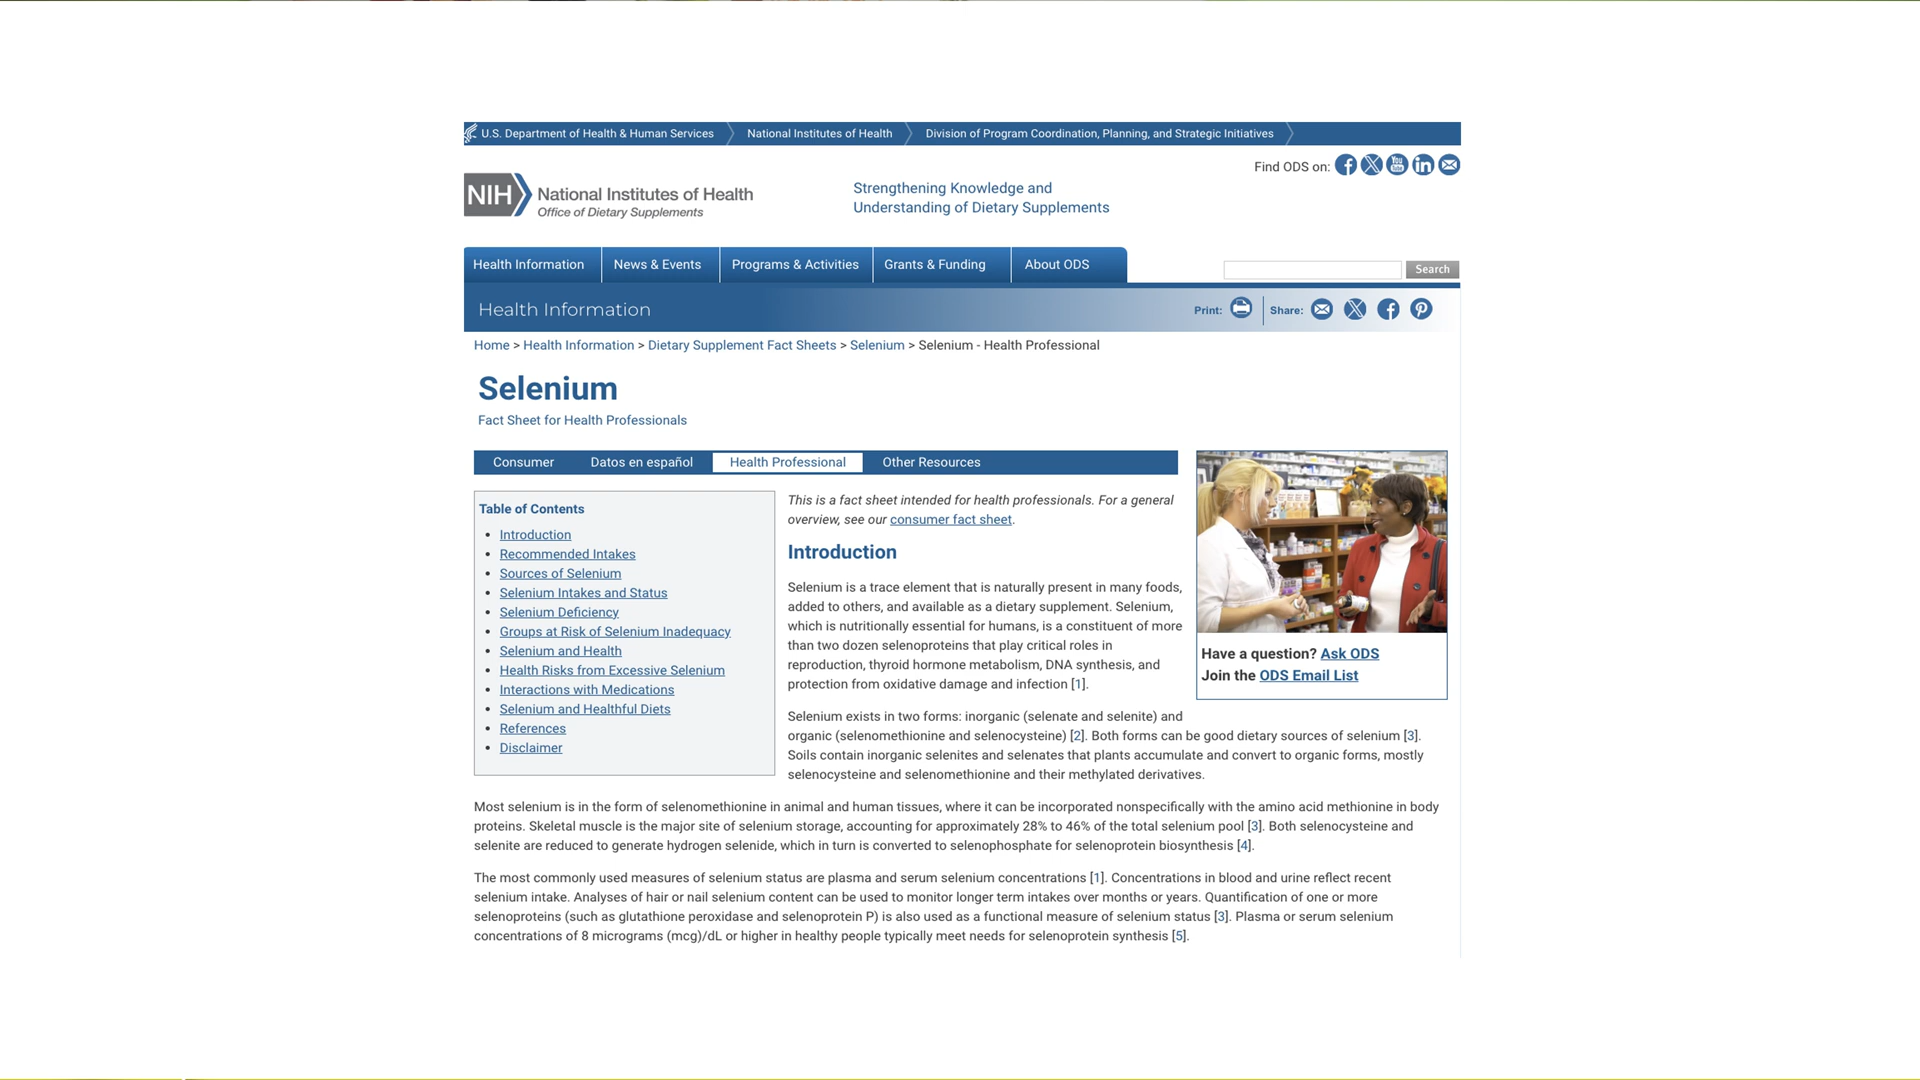 U.S. Department of Health & Human Services National Institutes of Health Division of Program Coordination, Planning, and Strategic Initiatives
Find ODS on:
NIH National Institutes of Health
Office of Dietary Supplements
Strengthening Knowledge and
Understanding of Dietary Supplements
Health Information News & Events Programs & Activities Grants & Funding About ODS
Search
Health Information
Print: Share:
Home > Health Information > Dietary Supplement Fact Sheets > Selenium > Selenium - Health Professional
Selenium
Fact Sheet for Health Professionals
Consumer Datos en español Health Professional Other Resources
Table of Contents
• Introduction
• Recommended Intakes
• Sources of Selenium
• Selenium Intakes and Status
• Selenium Deficiency
• Groups at Risk of Selenium Inadequacy
• Selenium and Health
• Health Risks from Excessive Selenium
• Interactions with Medications
• Selenium and Healthful Diets
• References
• Disclaimer
This is a fact sheet intended for health professionals. For a general
overview, see our consumer fact sheet.
Introduction
Selenium is a trace element that is naturally present in many foods,
added to others, and available as a dietary supplement. Selenium,
which is nutritionally essential for humans, is a constituent of more
than two dozen selenoproteins that play critical roles in
reproduction, thyroid hormone metabolism, DNA synthesis, and
protection from oxidative damage and infection [1].
Have a question? Ask ODS
Join the ODS Email List
Selenium exists in two forms: inorganic (selenate and selenite) and
organic (selenomethionine and selenocysteine) [2]. Both forms can be good dietary sources of selenium [3].
Soils contain inorganic selenites and selenates that plants accumulate and convert to organic forms, mostly
selenocysteine and selenomethionine and their methylated derivatives.
Most selenium is in the form of selenomethionine in animal and human tissues, where it can be incorporated nonspecifically with the amino acid methionine in body
proteins. Skeletal muscle is the major site of selenium storage, accounting for approximately 28% to 46% of the total selenium pool [3]. Both selenocysteine and
selenite are reduced to generate hydrogen selenide, which in turn is converted to selenophosphate for selenoprotein biosynthesis [4].
The most commonly used measures of selenium status are plasma and serum selenium concentrations [1]. Concentrations in blood and urine reflect recent
selenium intake. Analyses of hair or nail selenium content can be used to monitor longer term intakes over months or years. Quantification of one or more
selenoproteins (such as glutathione peroxidase and selenoprotein P) is also used as a functional measure of selenium status [3]. Plasma or serum selenium
concentrations of 8 micrograms (mcg)/dL or higher in healthy people typically meet needs for selenoprotein synthesis [5].